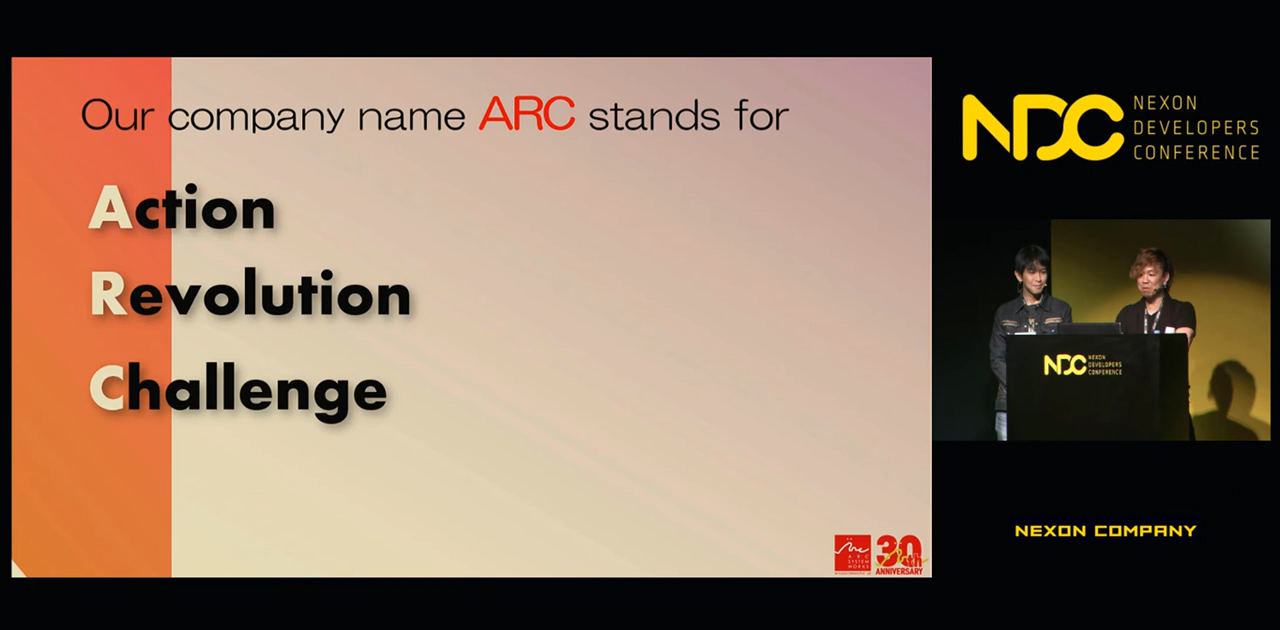 Our company name ARC stands for
Action
Revolution
Challenge
ARC
SYSTEM
WORKS
30th
ANNIVERSARY
NDC
NEXON
DEVELOPERS
CONFERENCE
NDC
NEXON
DEVELOPERS
CONFERENCE
NEXON COMPANY